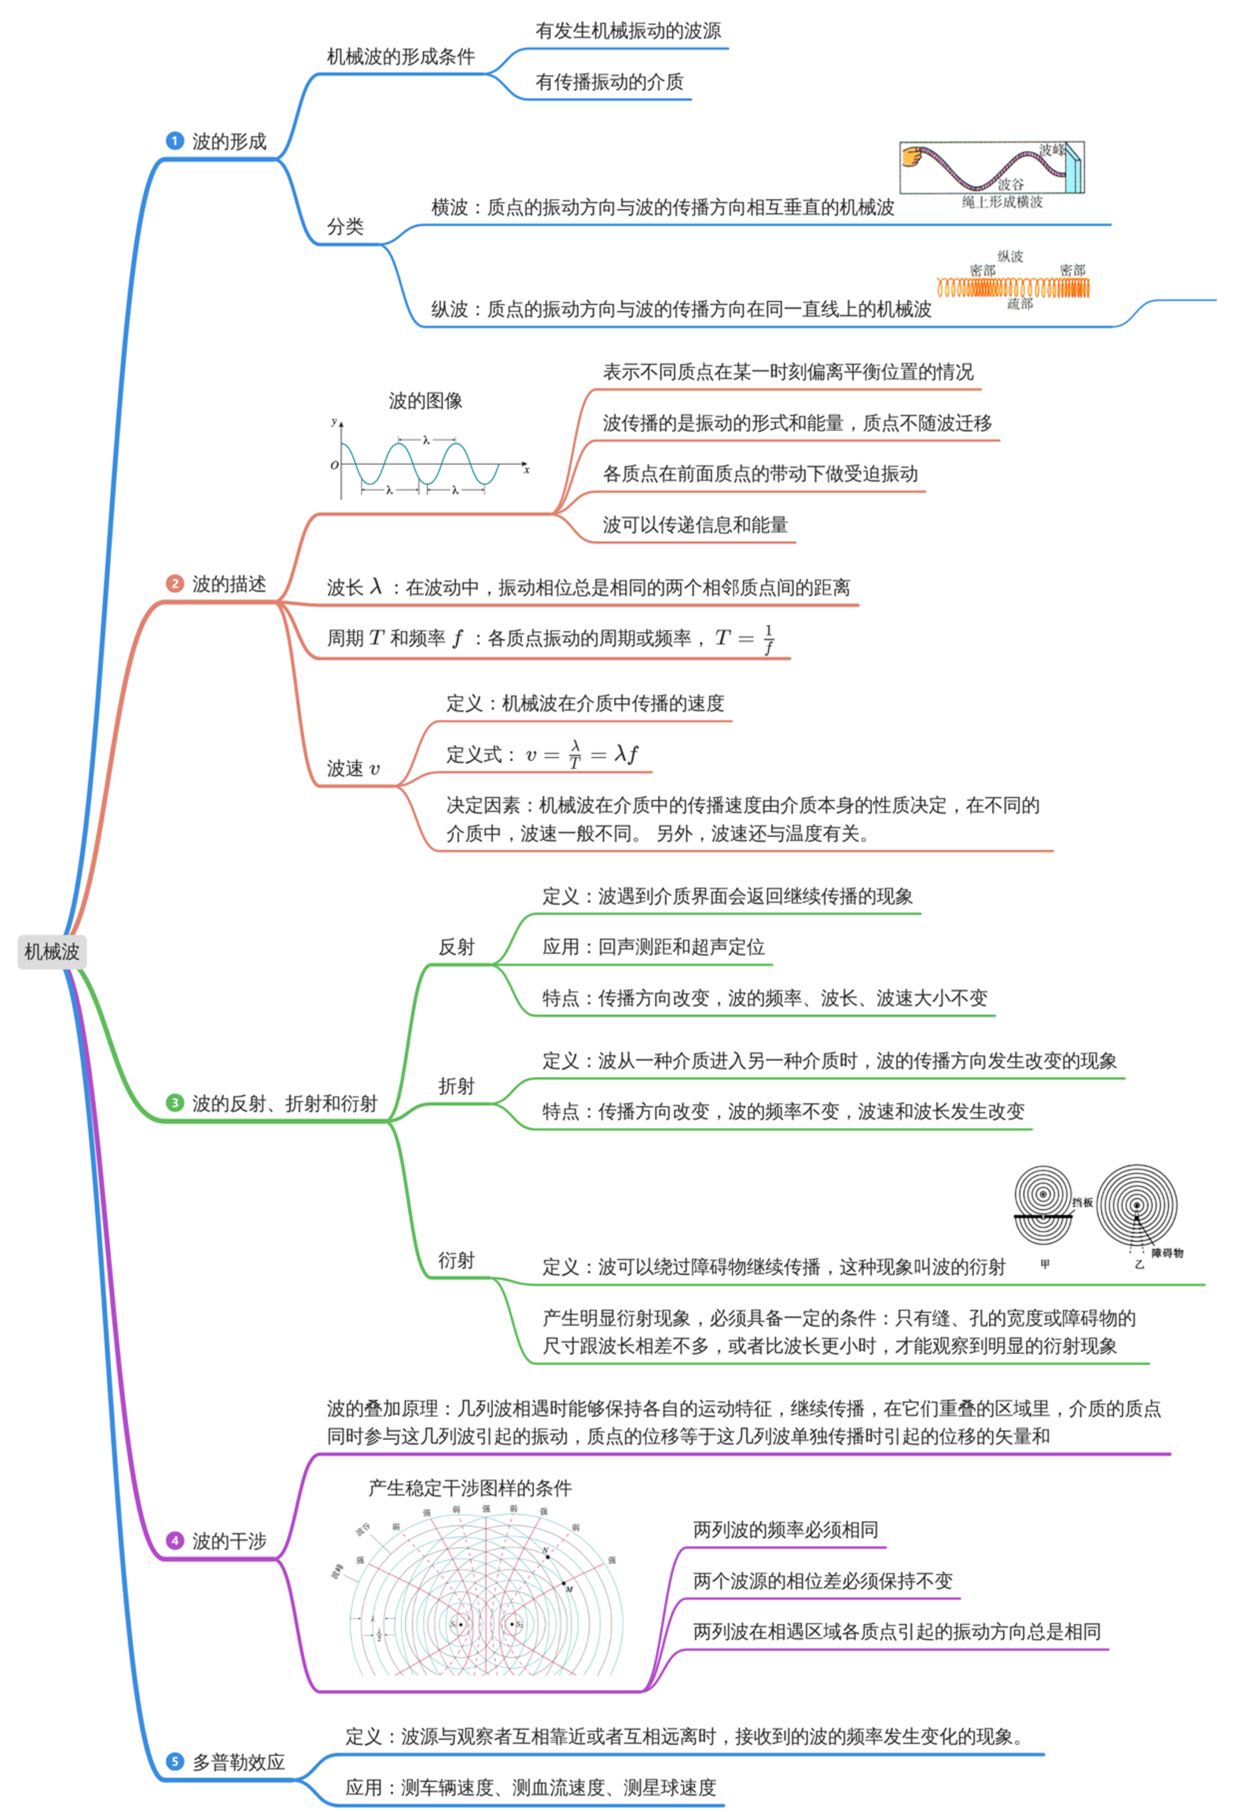 机械波
1 波的形成
机械波的形成条件
有发生机械振动的波源
有传播振动的介质
分类
横波：质点的振动方向与波的传播方向相互垂直的机械波
波峰
波谷
绳上形成横波
纵波：质点的振动方向与波的传播方向在同一直线上的机械波
纵波
密部 密部
疏部
2 波的描述
波的图像
y
λ
O x
λ λ
表示不同质点在某一时刻偏离平衡位置的情况
波传播的是振动的形式和能量，质点不随波迁移
各质点在前面质点的带动下做受迫振动
波可以传递信息和能量
波长 λ ：在波动中，振动相位总是相同的两个相邻质点间的距离
周期 T 和频率 f ：各质点振动的周期或频率， T = 1/f
波速 v
定义：机械波在介质中传播的速度
定义式： v = λ/T = λf
决定因素：机械波在介质中的传播速度由介质本身的性质决定，在不同的
介质中，波速一般不同。 另外，波速还与温度有关。
3 波的反射、折射和衍射
反射
定义：波遇到介质界面会返回继续传播的现象
应用：回声测距和超声定位
特点：传播方向改变，波的频率、波长、波速大小不变
折射
定义：波从一种介质进入另一种介质时，波的传播方向发生改变的现象
特点：传播方向改变，波的频率不变，波速和波长发生改变
衍射
定义：波可以绕过障碍物继续传播，这种现象叫波的衍射
挡板
障碍物
甲 乙
产生明显衍射现象，必须具备一定的条件：只有缝、孔的宽度或障碍物的
尺寸跟波长相差不多，或者比波长更小时，才能观察到明显的衍射现象
4 波的干涉
波的叠加原理：几列波相遇时能够保持各自的运动特征，继续传播，在它们重叠的区域里，介质的质点
同时参与这几列波引起的振动，质点的位移等于这几列波单独传播时引起的位移的矢量和
产生稳定干涉图样的条件
强 弱 强 弱 强 弱 强 弱 强
波谷
波峰
N
M
λ
λ/2
S₁ S₂
两列波的频率必须相同
两个波源的相位差必须保持不变
两列波在相遇区域各质点引起的振动方向总是相同
5 多普勒效应
定义：波源与观察者互相靠近或者互相远离时，接收到的波的频率发生变化的现象。
应用：测车辆速度、测血流速度、测星球速度